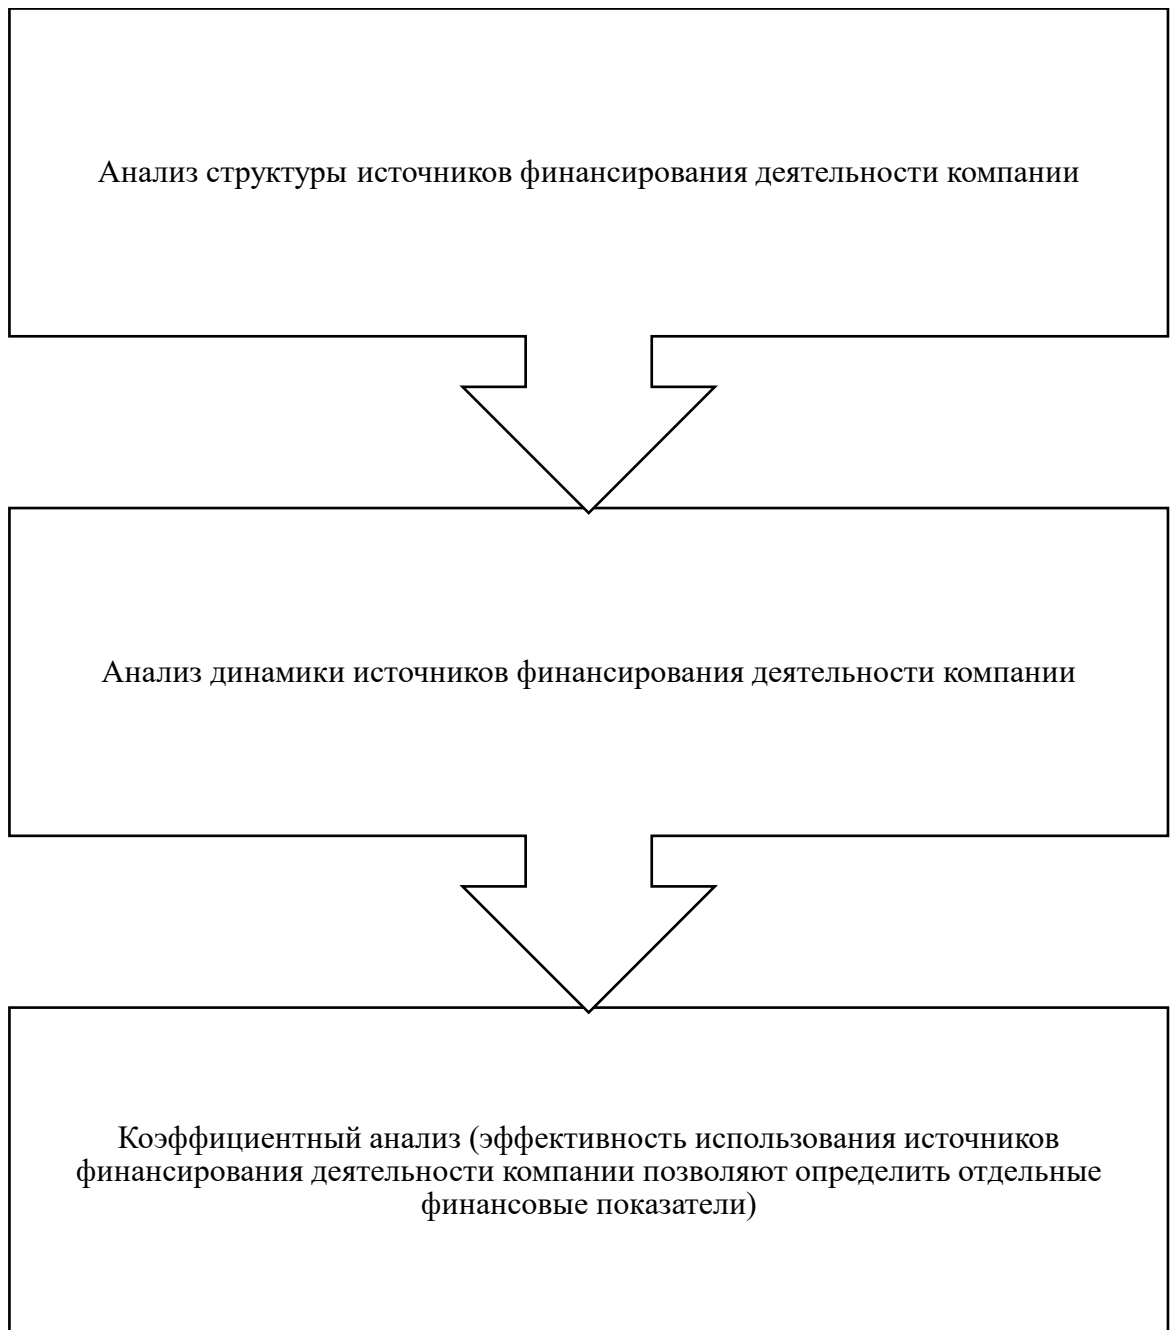 Анализ структуры источников финансирования деятельности компании
Анализ динамики источников финансирования деятельности компании
Коэффициентный анализ (эффективность использования источников
финансирования деятельности компании позволяют определить отдельные
финансовые показатели)